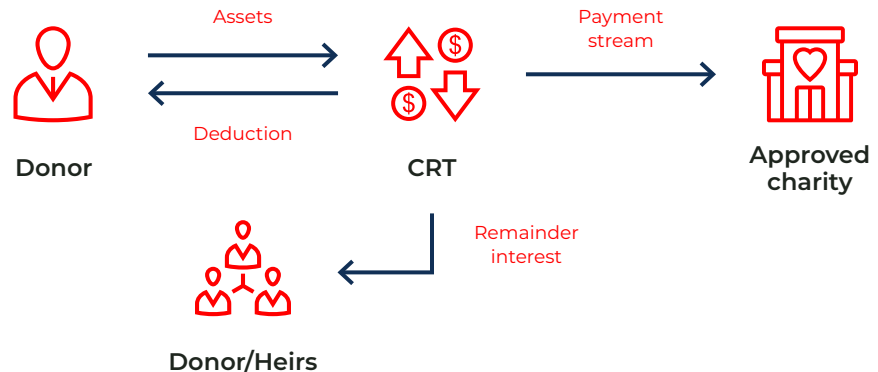 Assets
Payment
stream
$
$
Deduction
Donor
CRT
Approved
charity
Remainder
interest
Donor/Heirs